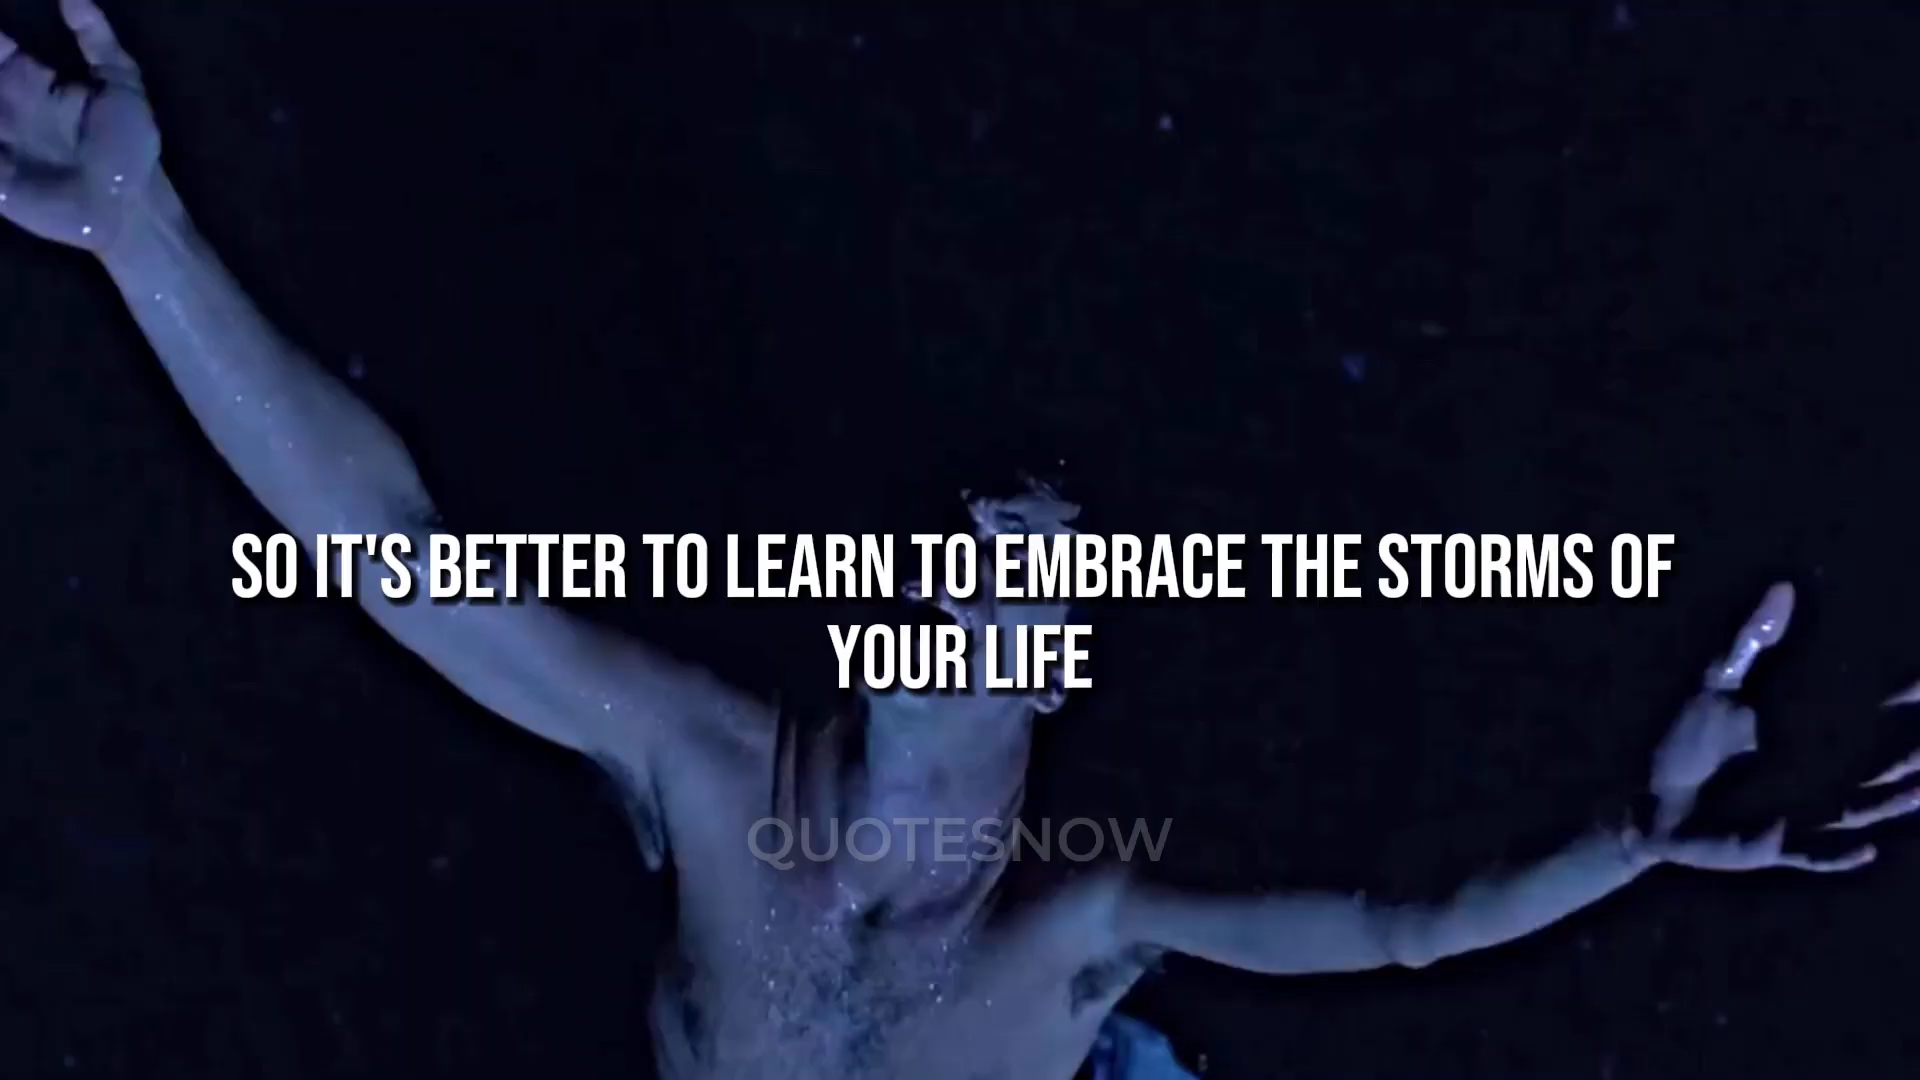 SO IT'S BETTER TO LEARN TO EMBRACE THE STORMS OF
YOUR LIFE
QUOTESNOW